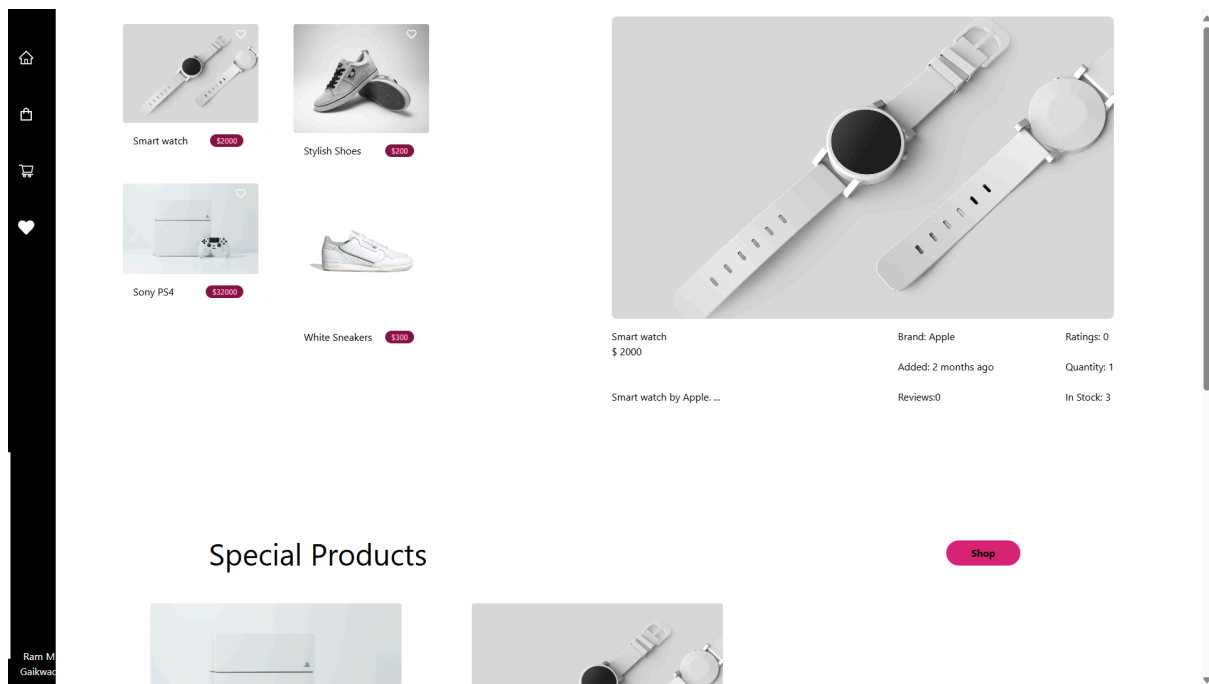 Smart watch $2000
Stylish Shoes $200
Sony PS4 $32000
White Sneakers $300
Smart watch
$ 2000
Smart watch by Apple. ...
Brand: Apple
Added: 2 months ago
Reviews:0
Ratings: 0
Quantity: 1
In Stock: 3
Special Products
Shop
Ram M
Gaikwad